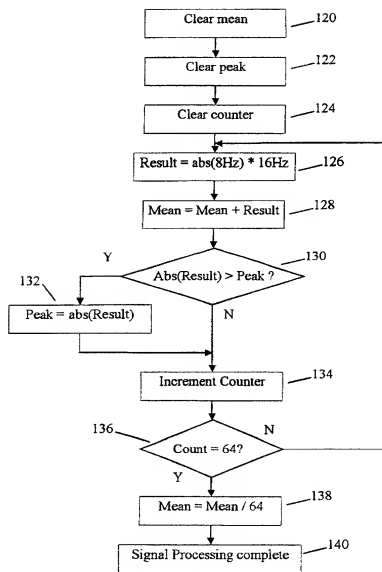 Clear mean
120
Clear peak
122
Clear counter
124
Result = abs(8Hz) * 16Hz
126
Mean = Mean + Result
128
130
Y
Abs(Result) > Peak ?
132
Peak = abs(Result)
N
Increment Counter
134
136
N
Count = 64?
Y
138
Mean = Mean / 64
140
Signal Processing complete